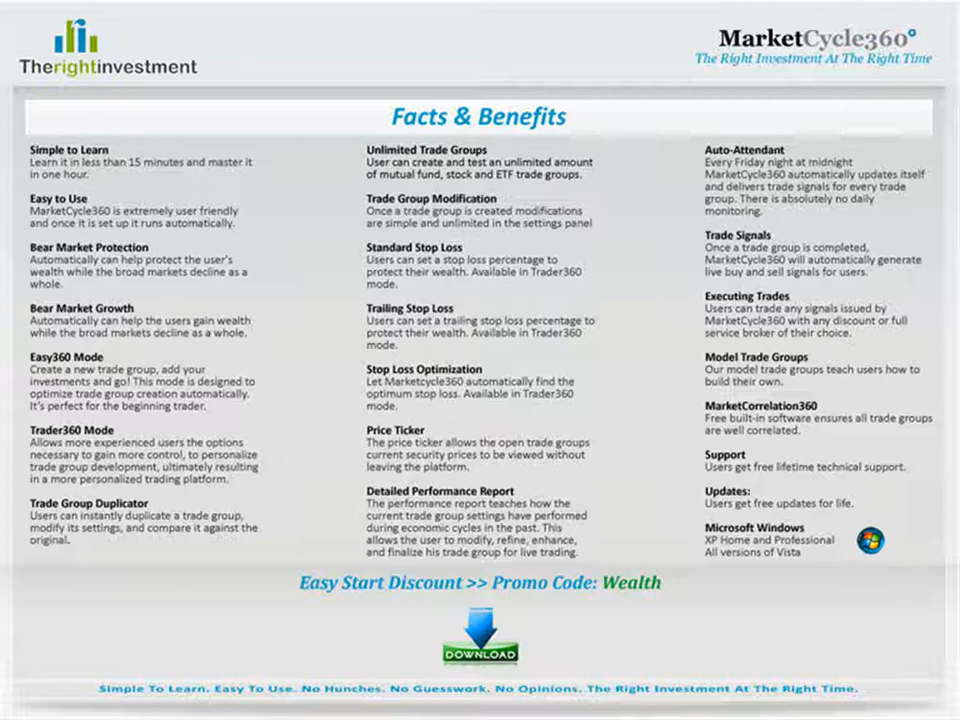 Therightinvestment
MarketCycle360°
The Right Investment At The Right Time
Facts & Benefits
Simple to Learn
Learn it in less than 15 minutes and master it
in one hour.
Easy to Use
MarketCycle360 is extremely user friendly
and once it is set up it runs automatically.
Bear Market Protection
Automatically can help protect the user's
wealth while the broad markets decline as a
whole.
Bear Market Growth
Automatically can help the users gain wealth
while the broad markets decline as a whole.
Easy360 Mode
Create a new trade group, add your
investments and go! This mode is designed to
optimize trade group creation automatically.
It's perfect for the beginning trader.
Trader360 Mode
Allows more experienced users the options
necessary to gain more control, to personalize
trade group development, ultimately resulting
in a more personalized trading platform.
Trade Group Duplicator
Users can instantly duplicate a trade group,
modify its settings, and compare it against the
original.
Unlimited Trade Groups
User can create and test an unlimited amount
of mutual fund, stock and ETF trade groups.
Trade Group Modification
Once a trade group is created modifications
are simple and unlimited in the settings panel
Standard Stop Loss
Users can set a stop loss percentage to
protect their wealth. Available in Trader360
mode.
Trailing Stop Loss
Users can set a trailing stop loss percentage to
protect their wealth. Available in Trader360
mode.
Stop Loss Optimization
Let Marketcycle360 automatically find the
optimum stop loss. Available in Trader360
mode.
Price Ticker
The price ticker allows the open trade groups
current security prices to be viewed without
leaving the platform.
Detailed Performance Report
The performance report teaches how the
current trade group settings have performed
during economic cycles in the past. This
allows the user to modify, refine, enhance,
and finalize his trade group for live trading.
Auto-Attendant
Every Friday night at midnight
MarketCycle360 automatically updates itself
and delivers trade signals for every trade
group. There is absolutely no daily
monitoring.
Trade Signals
Once a trade group is completed,
MarketCycle360 will automatically generate
live buy and sell signals for users.
Executing Trades
Users can trade any signals issued by
MarketCycle360 with any discount or full
service broker of their choice.
Model Trade Groups
Our model trade groups teach users how to
build their own.
MarketCorrelation360
Free built-in software ensures all trade groups
are well correlated.
Support
Users get free lifetime technical support.
Updates:
Users get free updates for life.
Microsoft Windows
XP Home and Professional
All versions of Vista
Easy Start Discount >> Promo Code: Wealth
DOWNLOAD
Simple To Learn. Easy To Use. No Hunches. No Guesswork. No Opinions. The Right Investment At The Right Time.